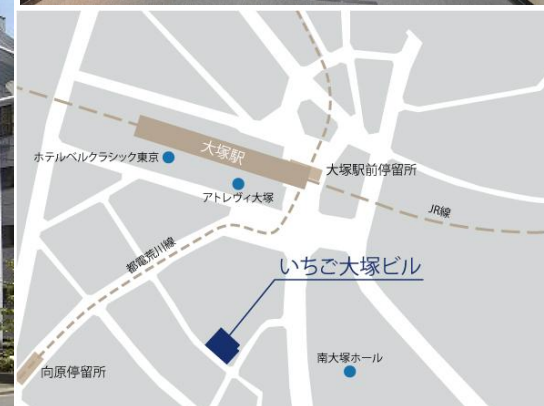 大塚駅
ホテルベルクラシック東京
大塚駅前停留所
アトレヴィ大塚
JR線
都電荒川線
いちご大塚ビル
向原停留所
南大塚ホール